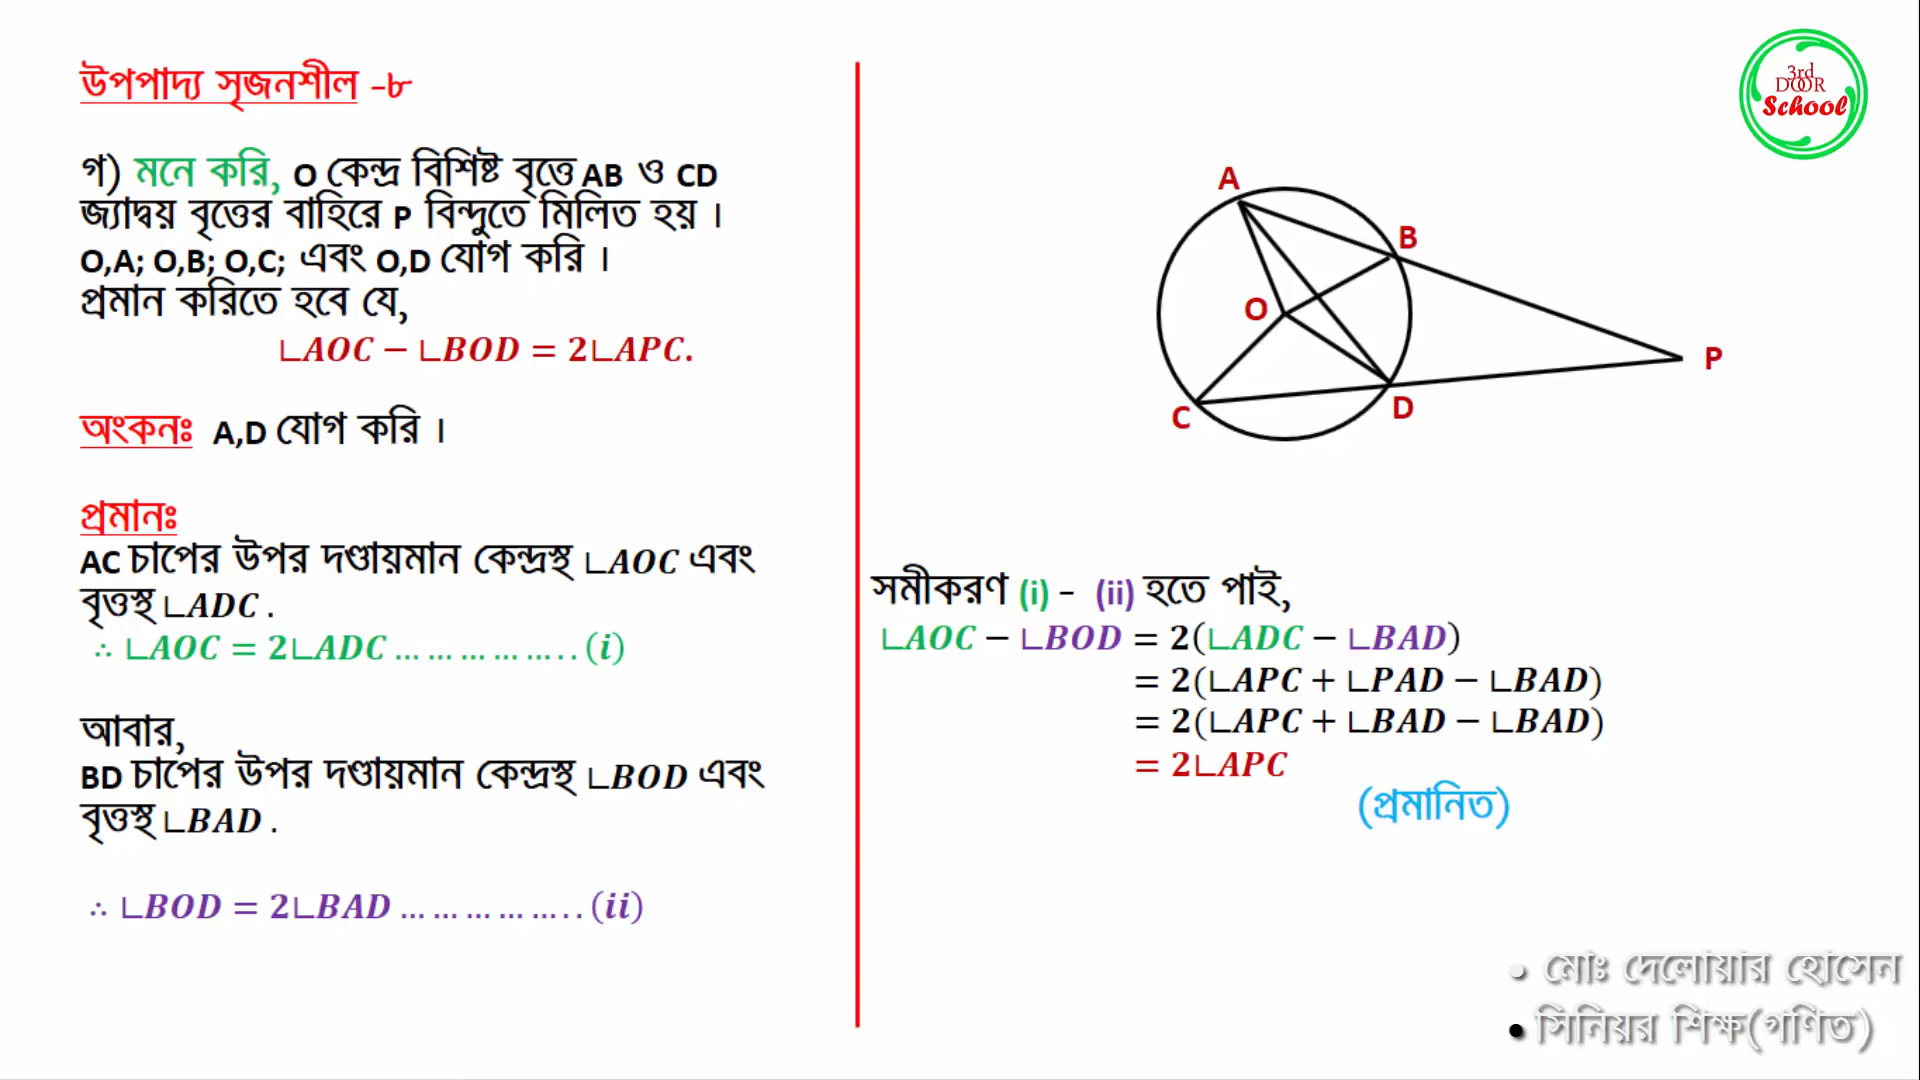 উপপাদ্য সৃজনশীল -৮
গ) মনে করি, O কেন্দ্র বিশিষ্ট বৃত্তে AB ও CD
জ্যাদ্বয় বৃত্তের বাহিরে P বিন্দুতে মিলিত হয় ।
O,A; O,B; O,C; এবং O,D যোগ করি ।
প্রমান করিতে হবে যে,
∟AOC − ∟BOD = 2∟APC.
অংকনঃ A,D যোগ করি ।
প্রমানঃ
AC চাপের উপর দণ্ডায়মান কেন্দ্রস্থ ∟AOC এবং
বৃত্তস্থ ∟ADC .
∴ ∟AOC = 2∟ADC … … … … ….. (i)
আবার,
BD চাপের উপর দণ্ডায়মান কেন্দ্রস্থ ∟BOD এবং
বৃত্তস্থ ∟BAD .
∴ ∟BOD = 2∟BAD … … … … ….. (ii)
3rd
DOOR
School
A
B
O
P
C
D
সমীকরণ (i) - (ii) হতে পাই,
∟AOC − ∟BOD = 2(∟ADC − ∟BAD)
= 2(∟APC + ∟PAD − ∟BAD)
= 2(∟APC + ∟BAD − ∟BAD)
= 2∟APC
(প্রমানিত)
• মোঃ দেলোয়ার হোসেন
• সিনিয়র শিক্ষ(গণিত)